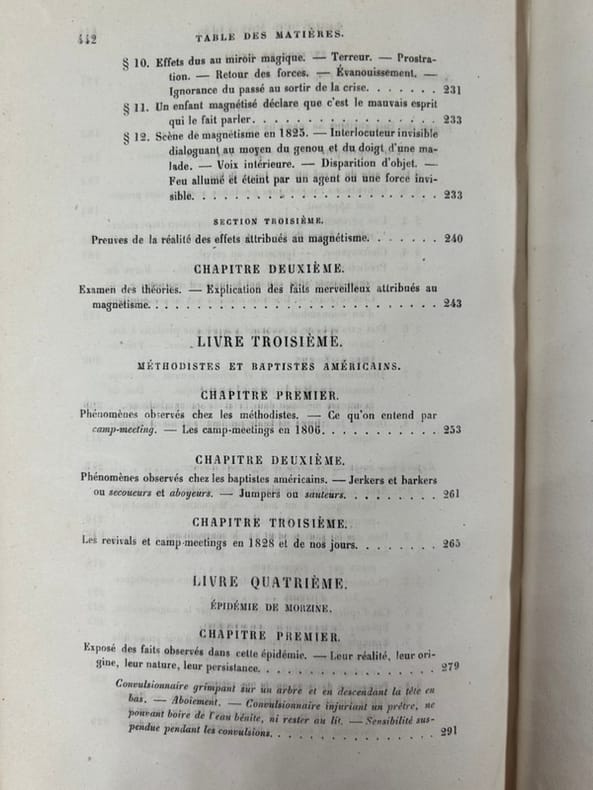 442 TABLE DES MATIÈRES.
§ 10. Effets dus au miroir magique. — Terreur. — Prostra-
tion. — Retour des forces. — Évanouissement. —
Ignorance du passé au sortir de la crise. . . . . . . 231
§ 11. Un enfant magnétisé déclare que c'est le mauvais esprit
qui le fait parler. . . . . . . . . . . . . . . . . . 233
§ 12. Scène de magnétisme en 1825. — Interlocuteur invisible
dialoguant au moyen du genou et du doigt d'une ma-
lade. — Voix intérieure. — Disparition d'objet. —
Feu allumé et éteint par un agent ou une force invi-
sible. . . . . . . . . . . . . . . . . . . . . . . . 233
SECTION TROISIÈME.
Preuves de la réalité des effets attribués au magnétisme. . . . . . . 240
CHAPITRE DEUXIÈME.
Examen des théories. — Explication des faits merveilleux attribués au
magnétisme. . . . . . . . . . . . . . . . . . . . . . . . . . 243
LIVRE TROISIÈME.
MÉTHODISTES ET BAPTISTES AMÉRICAINS.
CHAPITRE PREMIER.
Phénomènes observés chez les méthodistes. — Ce qu'on entend par
camp-meeting. — Les camp-meetings en 1806. . . . . . . . . . . 253
CHAPITRE DEUXIÈME.
Phénomènes observés chez les baptistes américains. — Jerkers et barkers
ou secoueurs et aboyeurs. — Jumpers ou sauteurs. . . . . . . . . 261
CHAPITRE TROISIÈME.
Les revivals et camp-meetings en 1828 et de nos jours. . . . . . . . 265
LIVRE QUATRIÈME.
ÉPIDÉMIE DE MORZINE.
CHAPITRE PREMIER.
Exposé des faits observés dans cette épidémie. — Leur réalité, leur ori-
gine, leur nature, leur persistance. . . . . . . . . . . . . . . . . 279
Convulsionnaire grimpant sur un arbre et en descendant la tête en
bas. — Aboiement. — Convulsionnaire injuriant un prêtre, ne
pouvant boire de l'eau bénite, ni rester au lit. — Sensibilité sus-
pendue pendant les convulsions. . . . . . . . . . . . . . . . 291